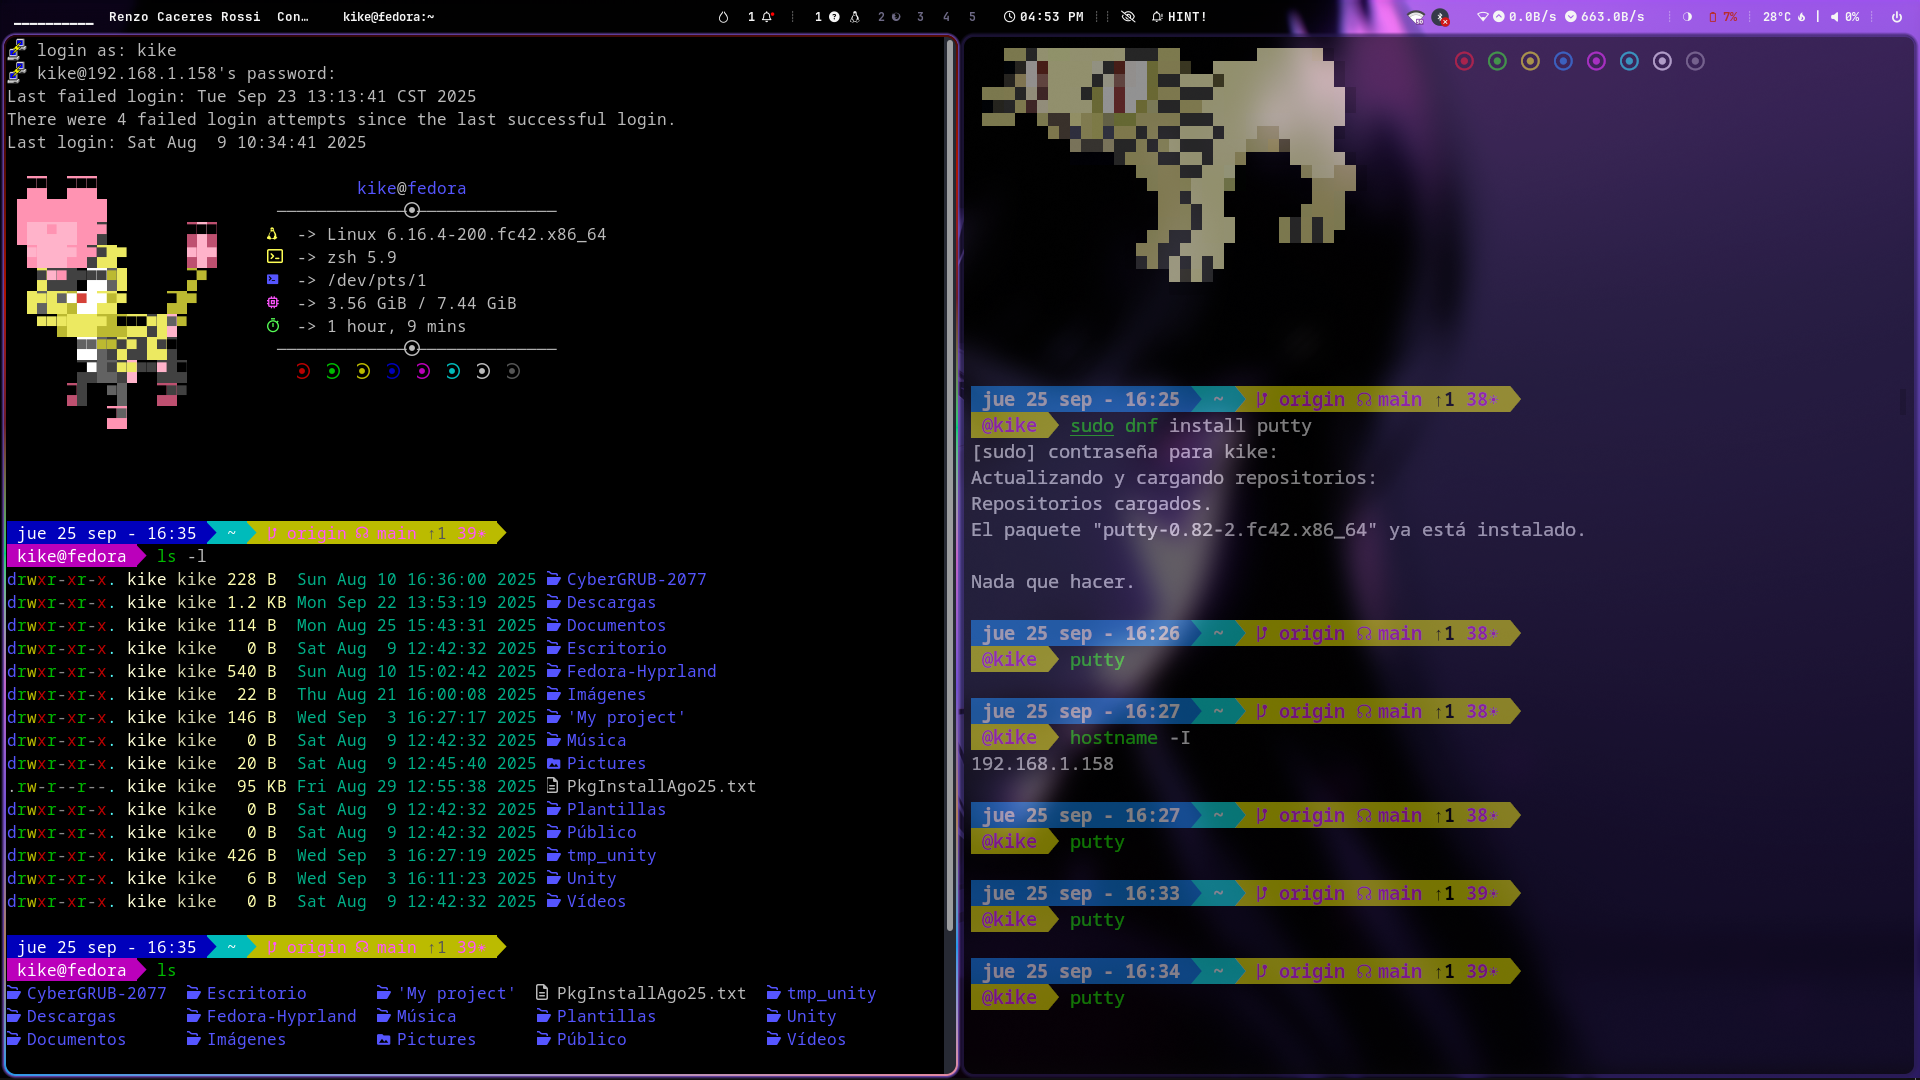 __________ Renzo Caceres Rossi Con… kike@fedora:~ 1 1 2 3 4 5 04:53 PM HINT! 0.0B/s 663.0B/s 7% 28°C 0%
login as: kike
kike@192.168.1.158's password:
Last failed login: Tue Sep 23 13:13:41 CST 2025
There were 4 failed login attempts since the last successful login.
Last login: Sat Aug  9 10:34:41 2025
kike@fedora
-> Linux 6.16.4-200.fc42.x86_64
-> zsh 5.9
-> /dev/pts/1
-> 3.56 GiB / 7.44 GiB
-> 1 hour, 9 mins
jue 25 sep - 16:35 ~ origin main ↑1 39
kike@fedora ls -l
drwxr-xr-x. kike kike 228 B  Sun Aug 10 16:36:00 2025 CyberGRUB-2077
drwxr-xr-x. kike kike 1.2 KB Mon Sep 22 13:53:19 2025 Descargas
drwxr-xr-x. kike kike 114 B  Mon Aug 25 15:43:31 2025 Documentos
drwxr-xr-x. kike kike   0 B  Sat Aug  9 12:42:32 2025 Escritorio
drwxr-xr-x. kike kike 540 B  Sun Aug 10 15:02:42 2025 Fedora-Hyprland
drwxr-xr-x. kike kike  22 B  Thu Aug 21 16:00:08 2025 Imágenes
drwxr-xr-x. kike kike 146 B  Wed Sep  3 16:27:17 2025 'My project'
drwxr-xr-x. kike kike   0 B  Sat Aug  9 12:42:32 2025 Música
drwxr-xr-x. kike kike  20 B  Sat Aug  9 12:45:40 2025 Pictures
.rw-r--r--. kike kike  95 KB Fri Aug 29 12:55:38 2025 PkgInstallAgo25.txt
drwxr-xr-x. kike kike   0 B  Sat Aug  9 12:42:32 2025 Plantillas
drwxr-xr-x. kike kike   0 B  Sat Aug  9 12:42:32 2025 Público
drwxr-xr-x. kike kike 426 B  Wed Sep  3 16:27:19 2025 tmp_unity
drwxr-xr-x. kike kike   6 B  Wed Sep  3 16:11:23 2025 Unity
drwxr-xr-x. kike kike   0 B  Sat Aug  9 12:42:32 2025 Vídeos
jue 25 sep - 16:35 ~ origin main ↑1 39
kike@fedora ls
CyberGRUB-2077 Escritorio 'My project' PkgInstallAgo25.txt tmp_unity
Descargas Fedora-Hyprland Música Plantillas Unity
Documentos Imágenes Pictures Público Vídeos
jue 25 sep - 16:25 ~ origin main ↑1 38
@kike sudo dnf install putty
[sudo] contraseña para kike:
Actualizando y cargando repositorios:
Repositorios cargados.
El paquete "putty-0.82-2.fc42.x86_64" ya está instalado.
Nada que hacer.
jue 25 sep - 16:26 ~ origin main ↑1 38
@kike putty
jue 25 sep - 16:27 ~ origin main ↑1 38
@kike hostname -I
192.168.1.158
jue 25 sep - 16:27 ~ origin main ↑1 38
@kike putty
jue 25 sep - 16:33 ~ origin main ↑1 39
@kike putty
jue 25 sep - 16:34 ~ origin main ↑1 39
@kike putty